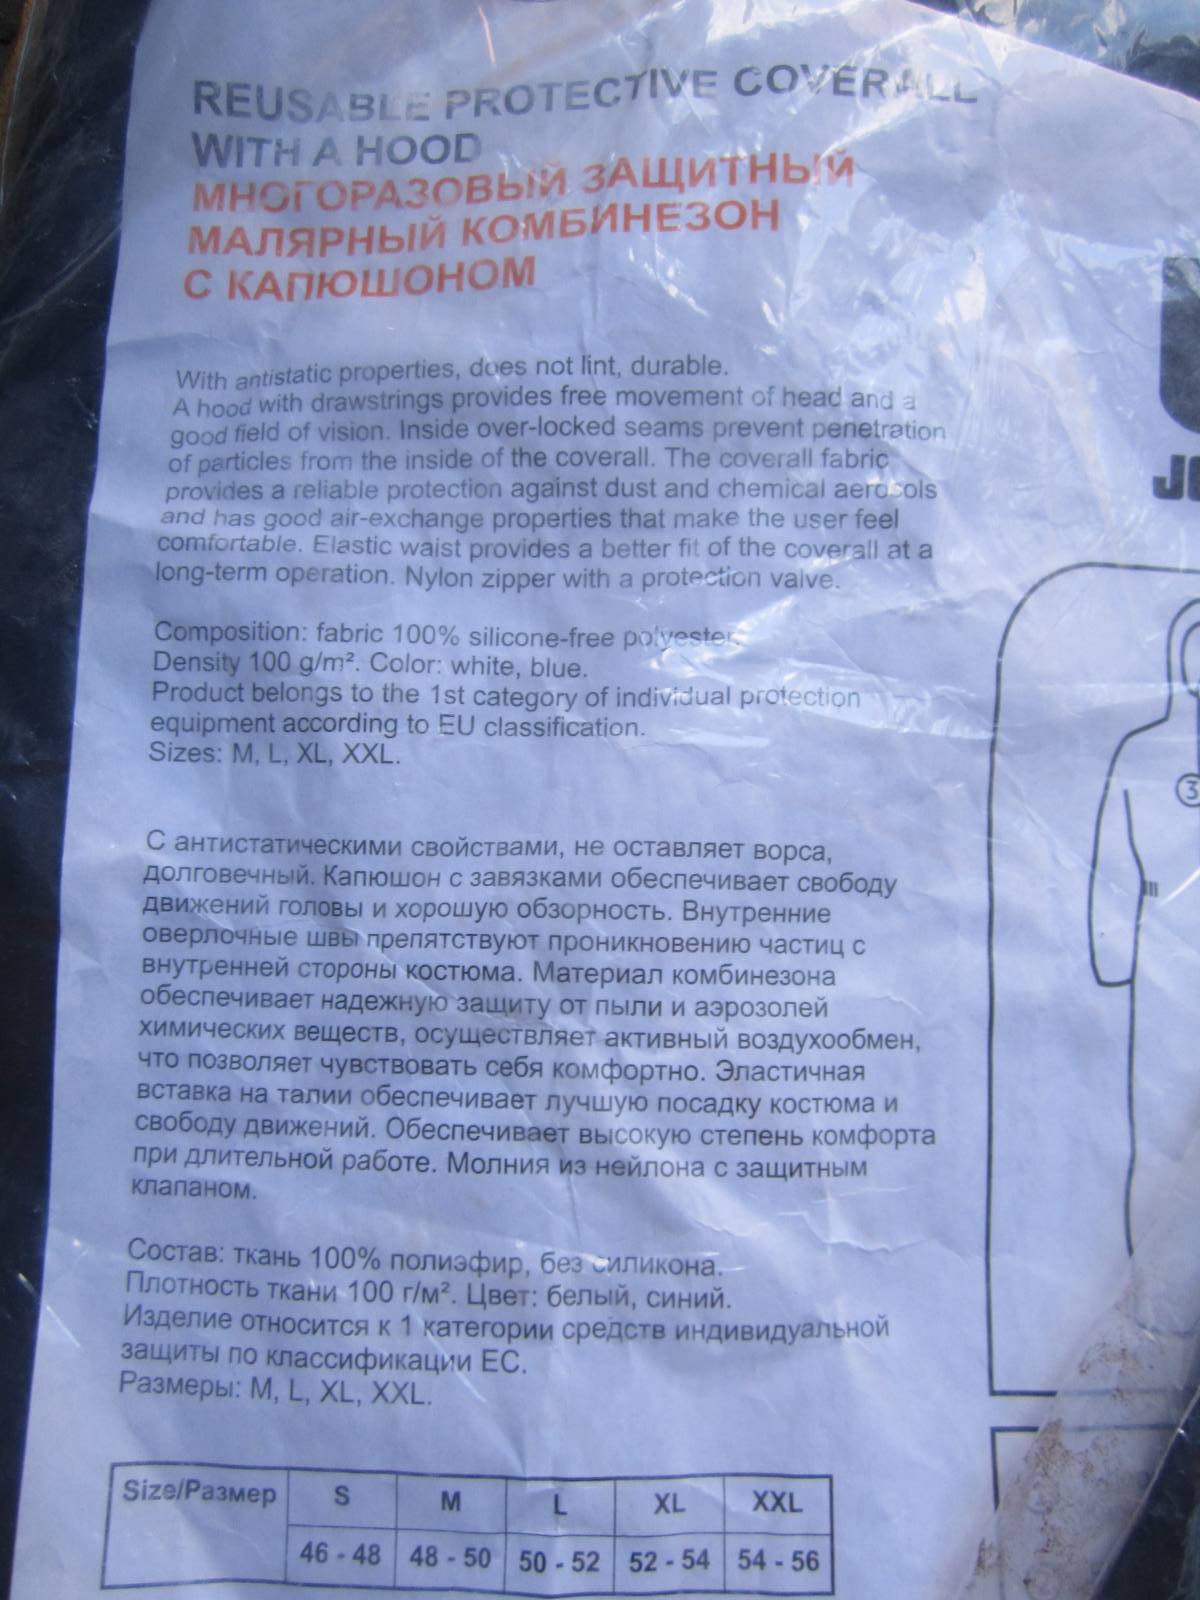 REUSABLE PROTECTIVE COVERALL
WITH A HOOD
МНОГОРАЗОВЫЙ ЗАЩИТНЫЙ
МАЛЯРНЫЙ КОМБИНЕЗОН
С КАПЮШОНОМ
With antistatic properties, does not lint, durable.
A hood with drawstrings provides free movement of head and a
good field of vision. Inside over-locked seams prevent penetration
of particles from the inside of the coverall. The coverall fabric
provides a reliable protection against dust and chemical aerosols
and has good air-exchange properties that make the user feel
comfortable. Elastic waist provides a better fit of the coverall at a
long-term operation. Nylon zipper with a protection valve.
Composition: fabric 100% silicone-free polyester.
Density 100 g/m². Color: white, blue.
Product belongs to the 1st category of individual protection
equipment according to EU classification.
Sizes: M, L, XL, XXL.
С антистатическими свойствами, не оставляет ворса,
долговечный. Капюшон с завязками обеспечивает свободу
движений головы и хорошую обзорность. Внутренние
оверлочные швы препятствуют проникновению частиц с
внутренней стороны костюма. Материал комбинезона
обеспечивает надежную защиту от пыли и аэрозолей
химических веществ, осуществляет активный воздухообмен,
что позволяет чувствовать себя комфортно. Эластичная
вставка на талии обеспечивает лучшую посадку костюма и
свободу движений. Обеспечивает высокую степень комфорта
при длительной работе. Молния из нейлона с защитным
клапаном.
Состав: ткань 100% полиэфир, без силикона.
Плотность ткани 100 г/м². Цвет: белый, синий.
Изделие относится к 1 категории средств индивидуальной
защиты по классификации ЕС.
Размеры: M, L, XL, XXL.
Size/Размер S M L XL XXL
46 - 48 48 - 50 50 - 52 52 - 54 54 - 56
3